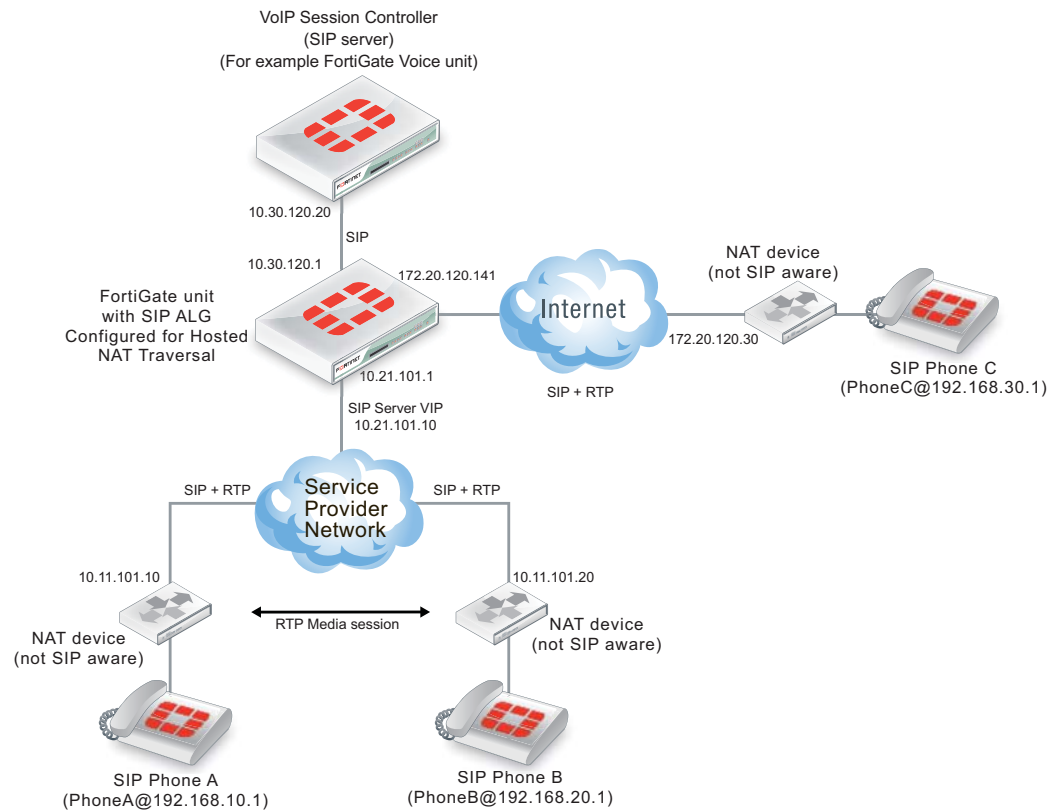 VoIP Session Controller
(SIP server)
(For example FortiGate Voice unit)
FORTINET
10.30.120.20
SIP
10.30.120.1
172.20.120.141
FortiGate unit
with SIP ALG
Configured for Hosted
NAT Traversal
FORTINET
10.21.101.1
SIP Server VIP
10.21.101.10
Internet
SIP + RTP
172.20.120.30
NAT device
(not SIP aware)
SIP Phone C
(PhoneC@192.168.30.1)
SIP + RTP
Service
Provider
Network
SIP + RTP
10.11.101.10
10.11.101.20
RTP Media session
NAT device
(not SIP aware)
NAT device
(not SIP aware)
SIP Phone A
(PhoneA@192.168.10.1)
SIP Phone B
(PhoneB@192.168.20.1)